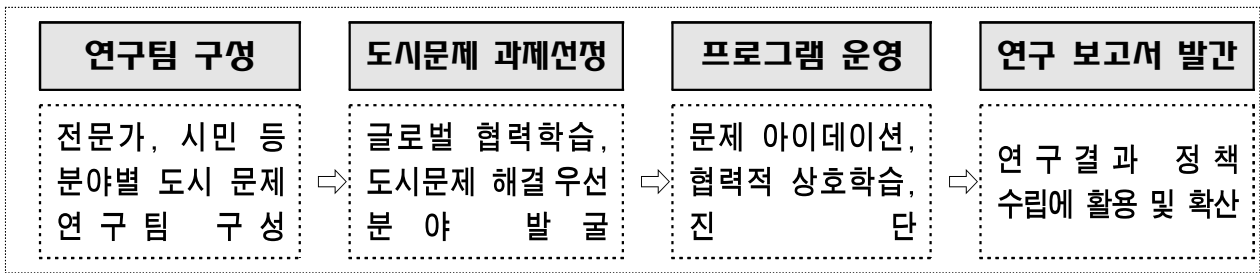 연구팀 구성
전문가, 시민 등
분야별 도시 문제
연구팀 구성
도시문제 과제선정
글로벌 협력학습,
도시문제 해결 우선
분야 발굴
프로그램 운영
문제 아이데이션,
협력적 상호학습,
진단
연구 보고서 발간
연구결과 정책
수립에 활용 및 확산